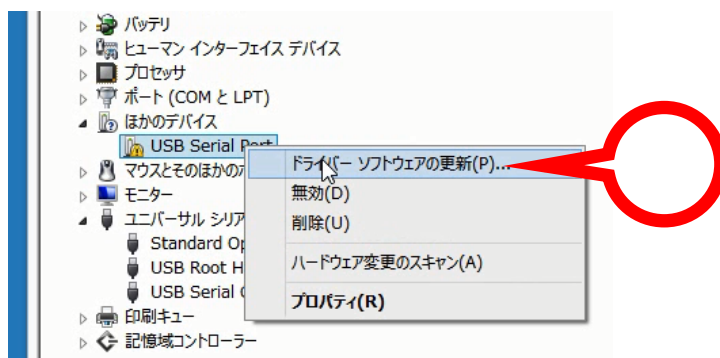 バッテリ
ヒューマン インターフェイス デバイス
プロセッサ
ポート (COM と LPT)
ほかのデバイス
USB Serial Port
ドライバー ソフトウェアの更新(P)...
マウスとそのほかの
無効(D)
モニター
削除(U)
ユニバーサル シリア
Standard Op
ハードウェア変更のスキャン(A)
USB Root H
USB Serial
プロパティ(R)
印刷キュー
記憶域コントローラー